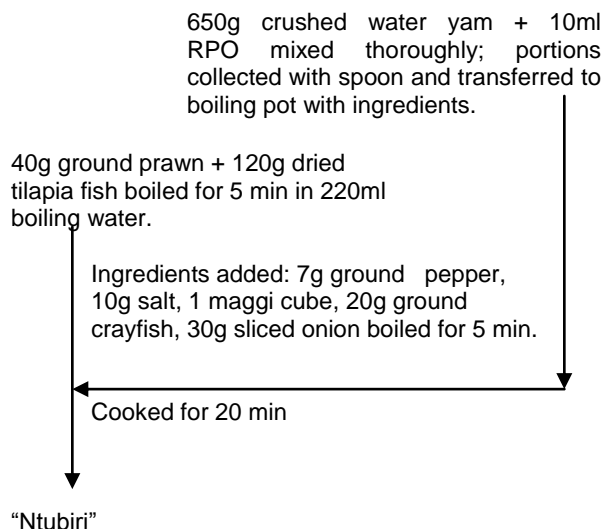 650g crushed water yam + 10ml
RPO mixed thoroughly; portions
collected with spoon and transferred to
boiling pot with ingredients.
40g ground prawn + 120g dried
tilapia fish boiled for 5 min in 220ml
boiling water.
Ingredients added: 7g ground pepper,
10g salt, 1 maggi cube, 20g ground
crayfish, 30g sliced onion boiled for 5 min.
Cooked for 20 min
“Ntubiri”